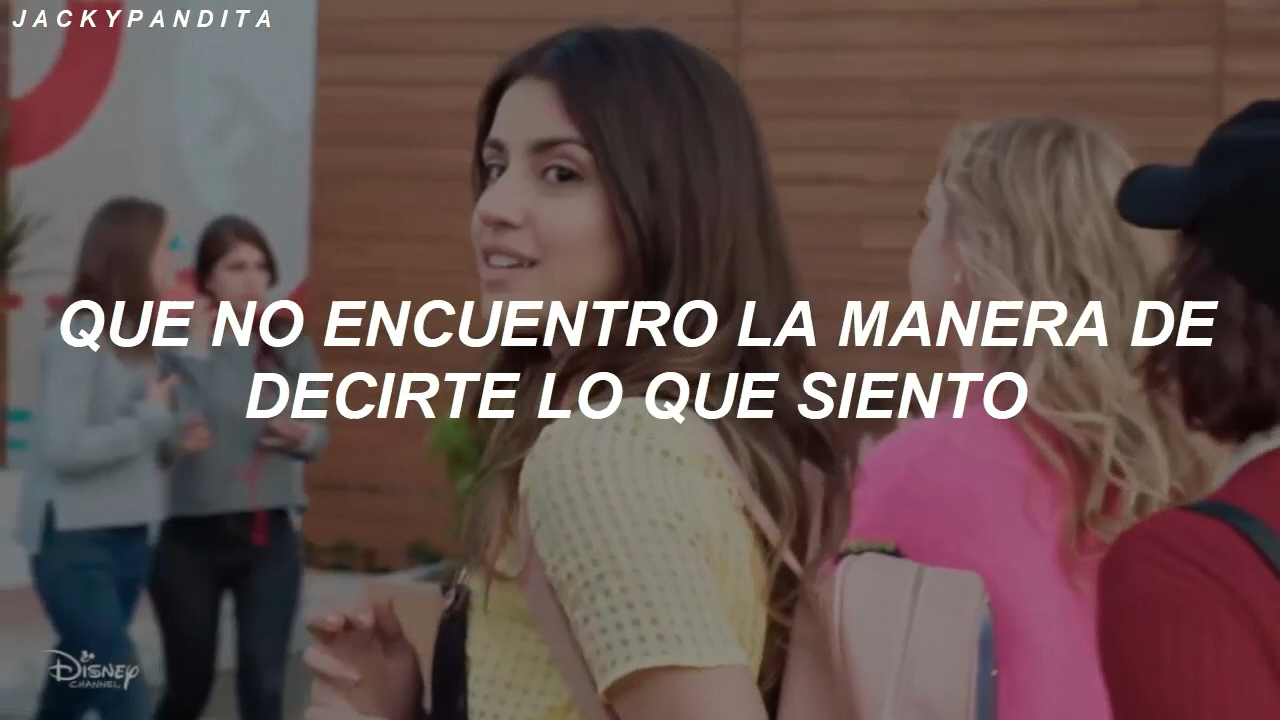 JACKYPANDITA
QUE NO ENCUENTRO LA MANERA DE
DECIRTE LO QUE SIENTO
DISNEY
CHANNEL